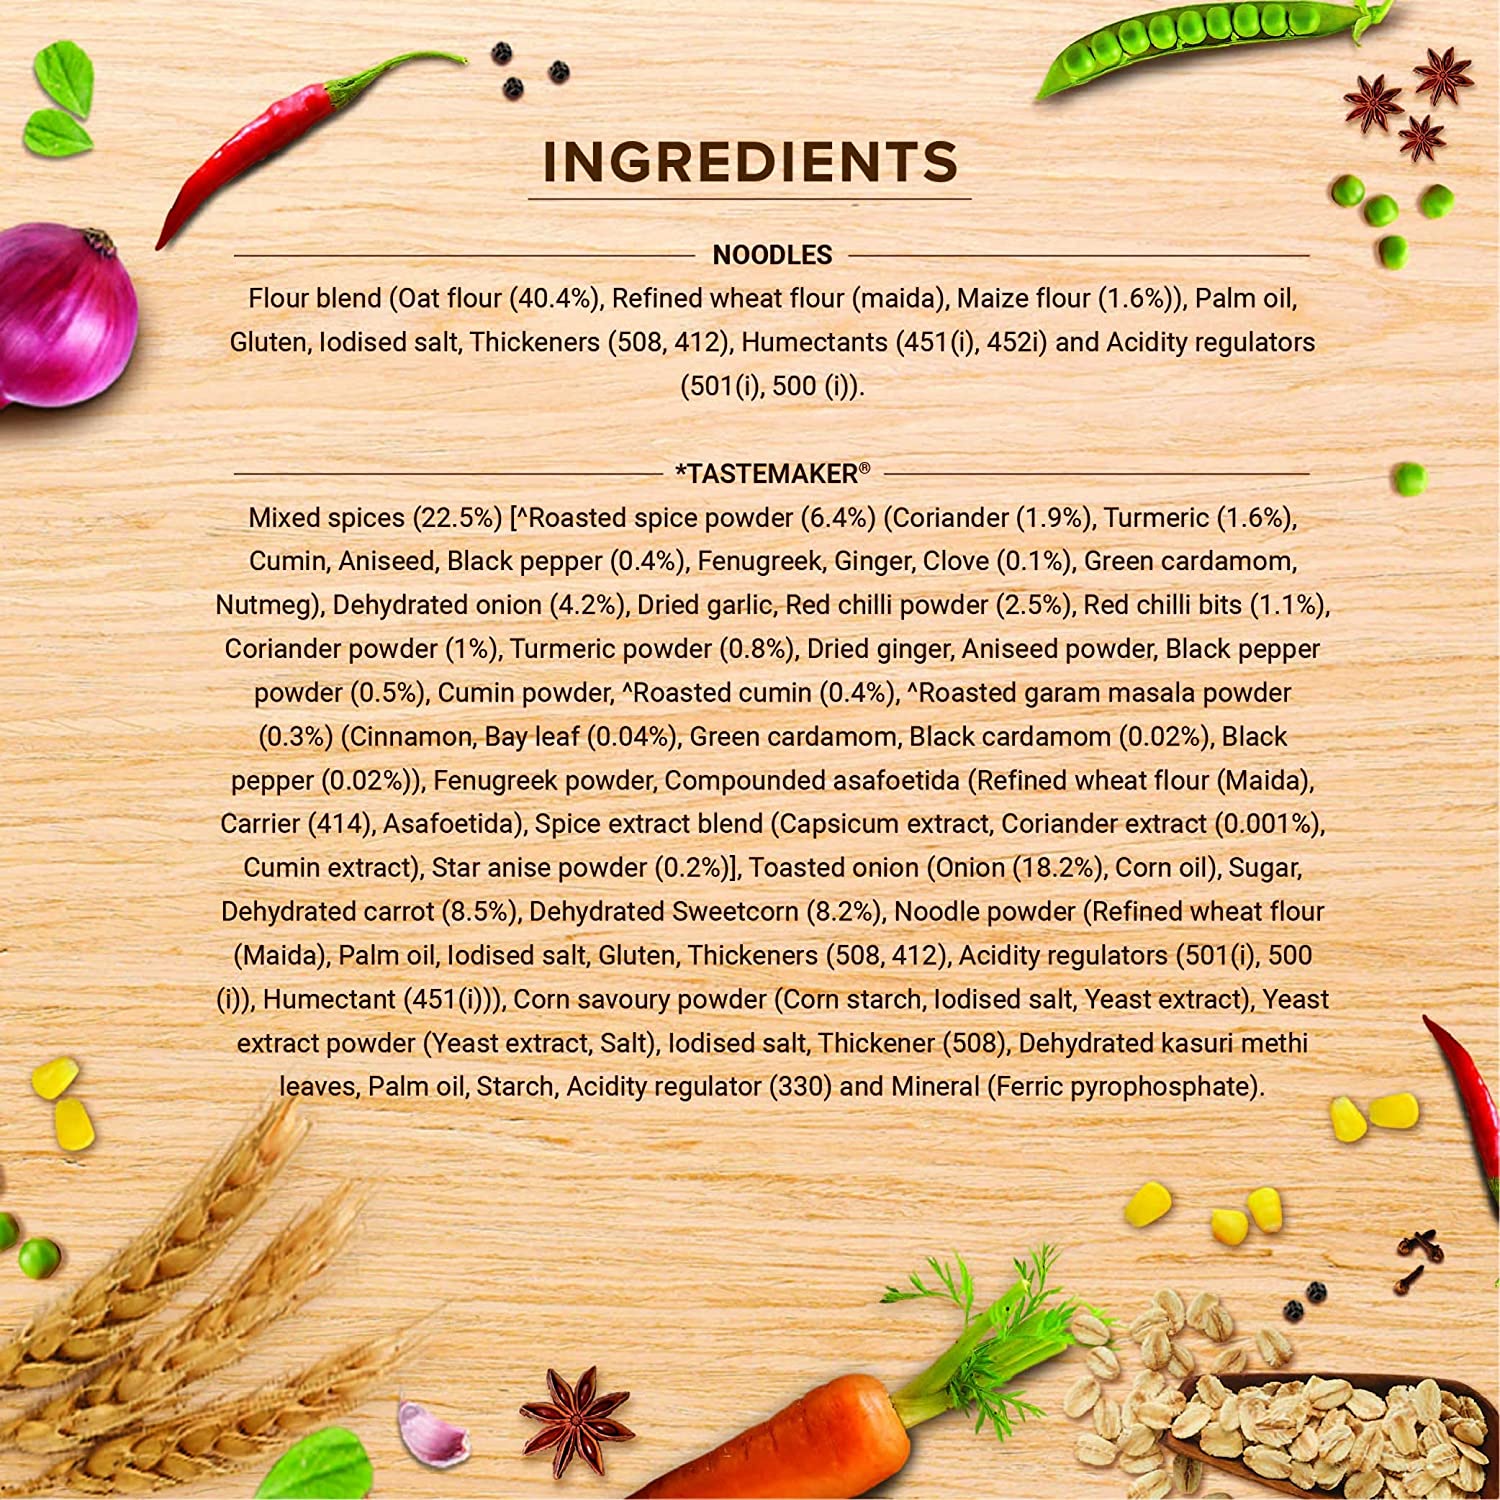 INGREDIENTS
NOODLES
Flour blend (Oat flour (40.4%), Refined wheat flour (maida), Maize flour (1.6%)), Palm oil,
Gluten, Iodised salt, Thickeners (508, 412), Humectants (451(i), 452i) and Acidity regulators
(501(i), 500 (i)).
*TASTEMAKER®
Mixed spices (22.5%) [^Roasted spice powder (6.4%) (Coriander (1.9%), Turmeric (1.6%),
Cumin, Aniseed, Black pepper (0.4%), Fenugreek, Ginger, Clove (0.1%), Green cardamom,
Nutmeg), Dehydrated onion (4.2%), Dried garlic, Red chilli powder (2.5%), Red chilli bits (1.1%),
Coriander powder (1%), Turmeric powder (0.8%), Dried ginger, Aniseed powder, Black pepper
powder (0.5%), Cumin powder, ^Roasted cumin (0.4%), ^Roasted garam masala powder
(0.3%) (Cinnamon, Bay leaf (0.04%), Green cardamom, Black cardamom (0.02%), Black
pepper (0.02%)), Fenugreek powder, Compounded asafoetida (Refined wheat flour (Maida),
Carrier (414), Asafoetida), Spice extract blend (Capsicum extract, Coriander extract (0.001%),
Cumin extract), Star anise powder (0.2%)], Toasted onion (Onion (18.2%), Corn oil), Sugar,
Dehydrated carrot (8.5%), Dehydrated Sweetcorn (8.2%), Noodle powder (Refined wheat flour
(Maida), Palm oil, Iodised salt, Gluten, Thickeners (508, 412), Acidity regulators (501(i), 500
(i)), Humectant (451(i))), Corn savoury powder (Corn starch, Iodised salt, Yeast extract), Yeast
extract powder (Yeast extract, Salt), Iodised salt, Thickener (508), Dehydrated kasuri methi
leaves, Palm oil, Starch, Acidity regulator (330) and Mineral (Ferric pyrophosphate).